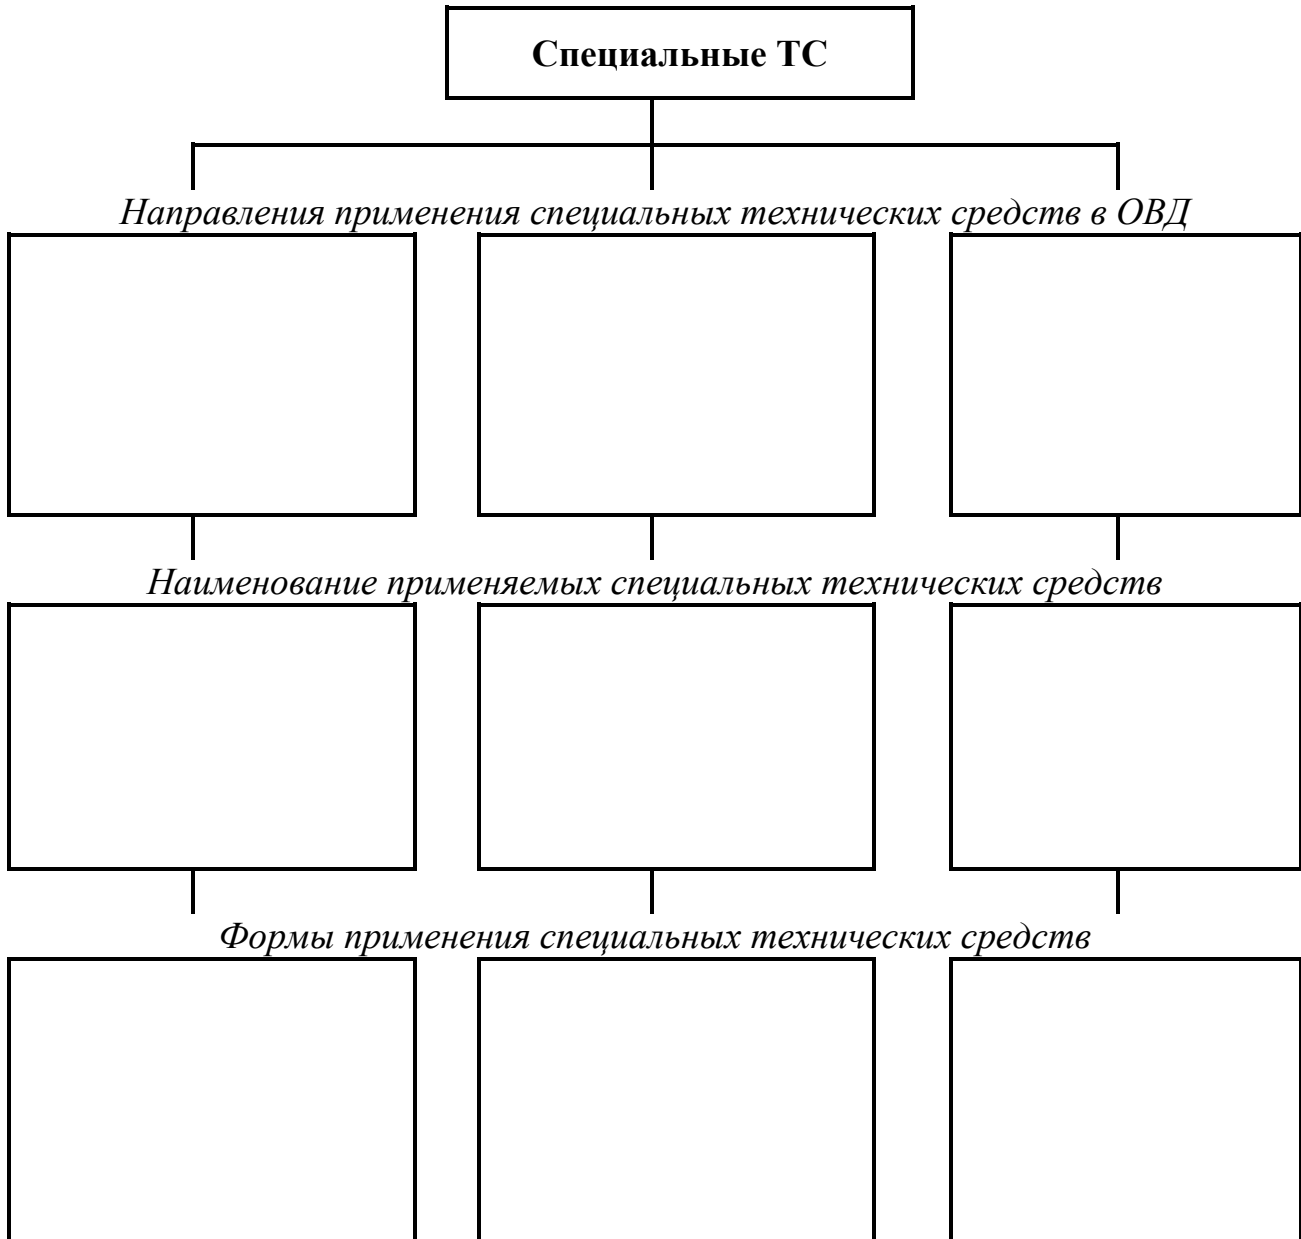 Специальные ТС
Направления применения специальных технических средств в ОВД
Наименование применяемых специальных технических средств
Формы применения специальных технических средств